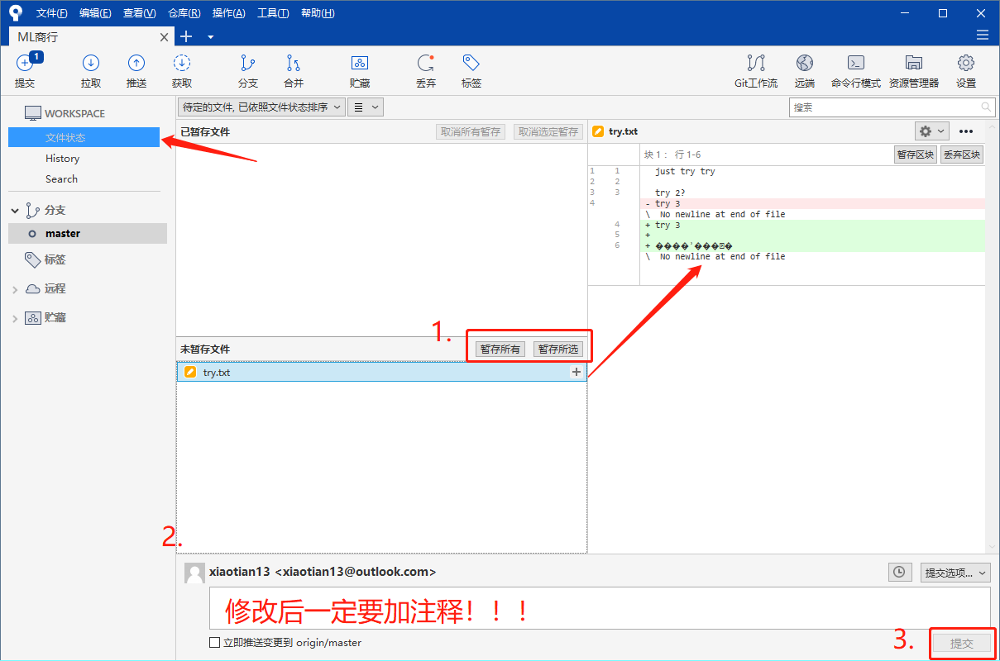 文件(F) 编辑(E) 查看(V) 仓库(R) 操作(A) 工具(T) 帮助(H)
ML商行
1
提交 拉取 推送 获取 分支 合并 贮藏 丢弃 标签 Git工作流 远端 命令行模式 资源管理器 设置
WORKSPACE
文件状态
History
Search
分支
master
标签
远程
贮藏
待定的文件, 已依照文件状态排序
搜索
已暂存文件 取消所有暂存 取消选定暂存
try.txt
块 1： 行 1-6 暂存区块 丢弃区块
1 1 just try try
2 2
3 3 try 2?
4 - try 3
\ No newline at end of file
4 + try 3
5 +
6 + ����ʹ���⊡�
\ No newline at end of file
1.
未暂存文件 暂存所有 暂存所选
try.txt
2.
xiaotian13 <xiaotian13@outlook.com>
提交选项...
修改后一定要加注释！！！
立即推送变更到 origin/master
3.
提交